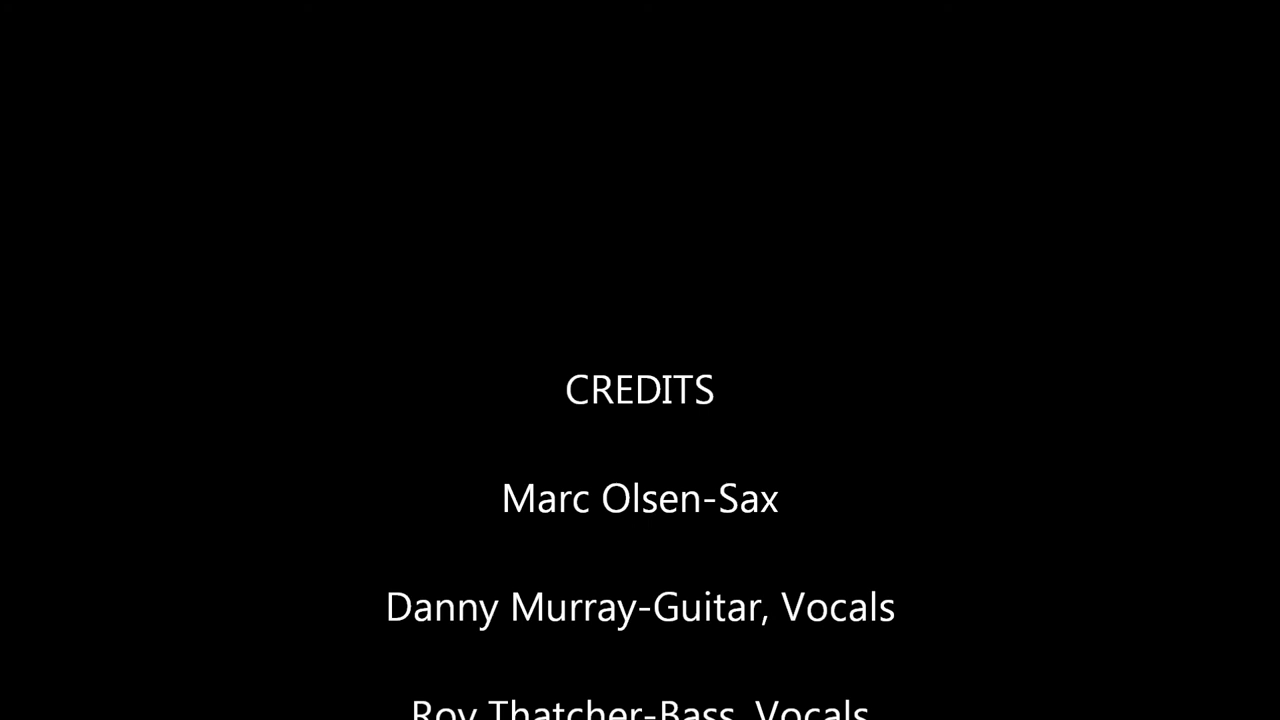 CREDITS
Marc Olsen-Sax
Danny Murray-Guitar, Vocals
Roy Thatcher-Bass, Vocals